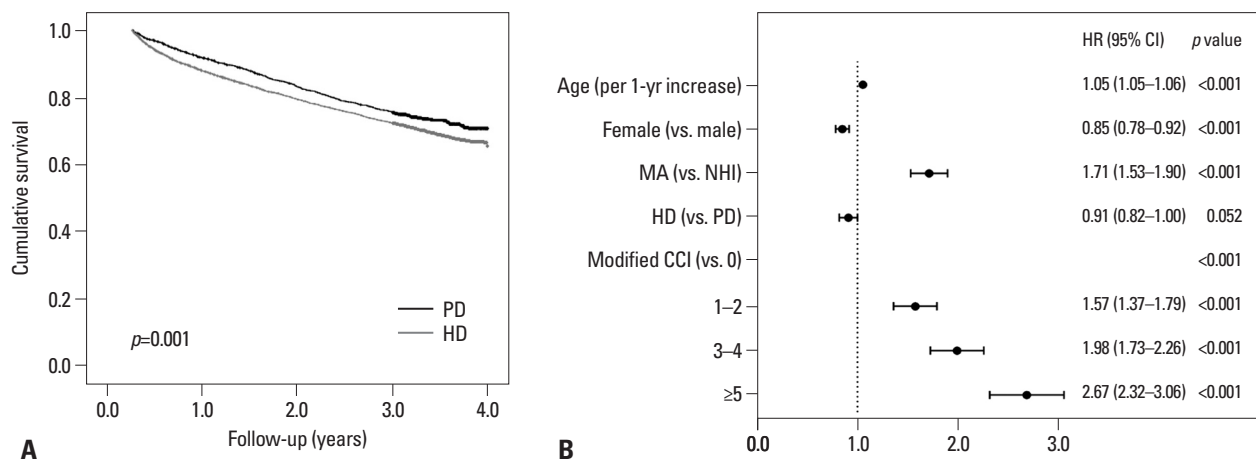 1.0
0.8
0.6
0.4
0.2
0.0
Cumulative survival
PD
HD
p=0.001
0.0 1.0 2.0 3.0 4.0
Follow-up (years)
A
HR (95% CI) p value
Age (per 1-yr increase) 1.05 (1.05–1.06) <0.001
Female (vs. male) 0.85 (0.78–0.92) <0.001
MA (vs. NHI) 1.71 (1.53–1.90) <0.001
HD (vs. PD) 0.91 (0.82–1.00) 0.052
Modified CCI (vs. 0) <0.001
1–2 1.57 (1.37–1.79) <0.001
3–4 1.98 (1.73–2.26) <0.001
≥5 2.67 (2.32–3.06) <0.001
0.0 1.0 2.0 3.0
B